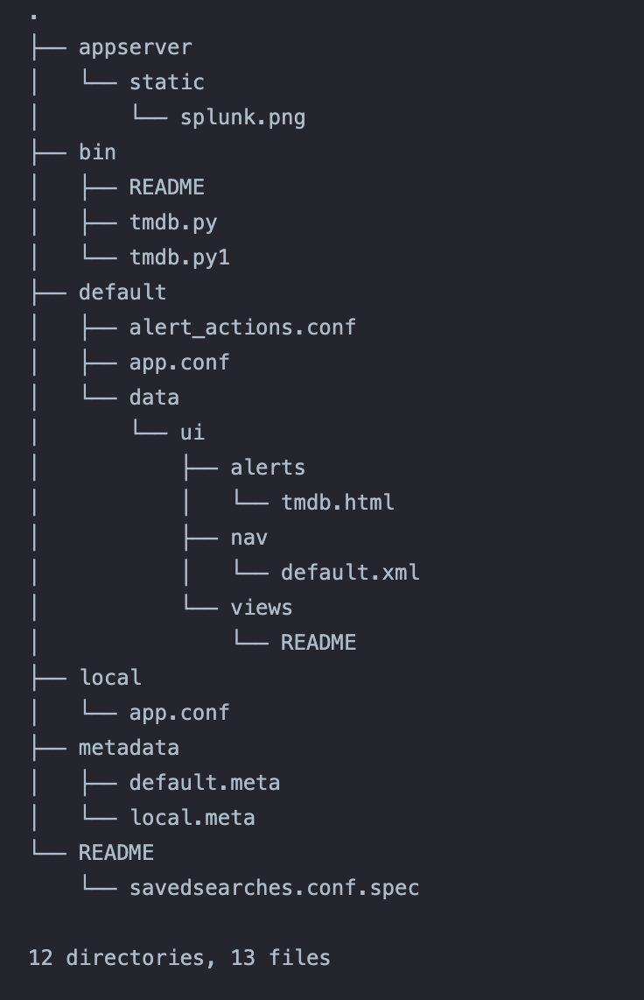 .
├── appserver
│   └── static
│       └── splunk.png
├── bin
│   ├── README
│   ├── tmdb.py
│   └── tmdb.py1
├── default
│   ├── alert_actions.conf
│   ├── app.conf
│   └── data
│       └── ui
│           ├── alerts
│           │   └── tmdb.html
│           ├── nav
│           │   └── default.xml
│           └── views
│               └── README
├── local
│   └── app.conf
├── metadata
│   ├── default.meta
│   └── local.meta
└── README
    └── savedsearches.conf.spec

12 directories, 13 files